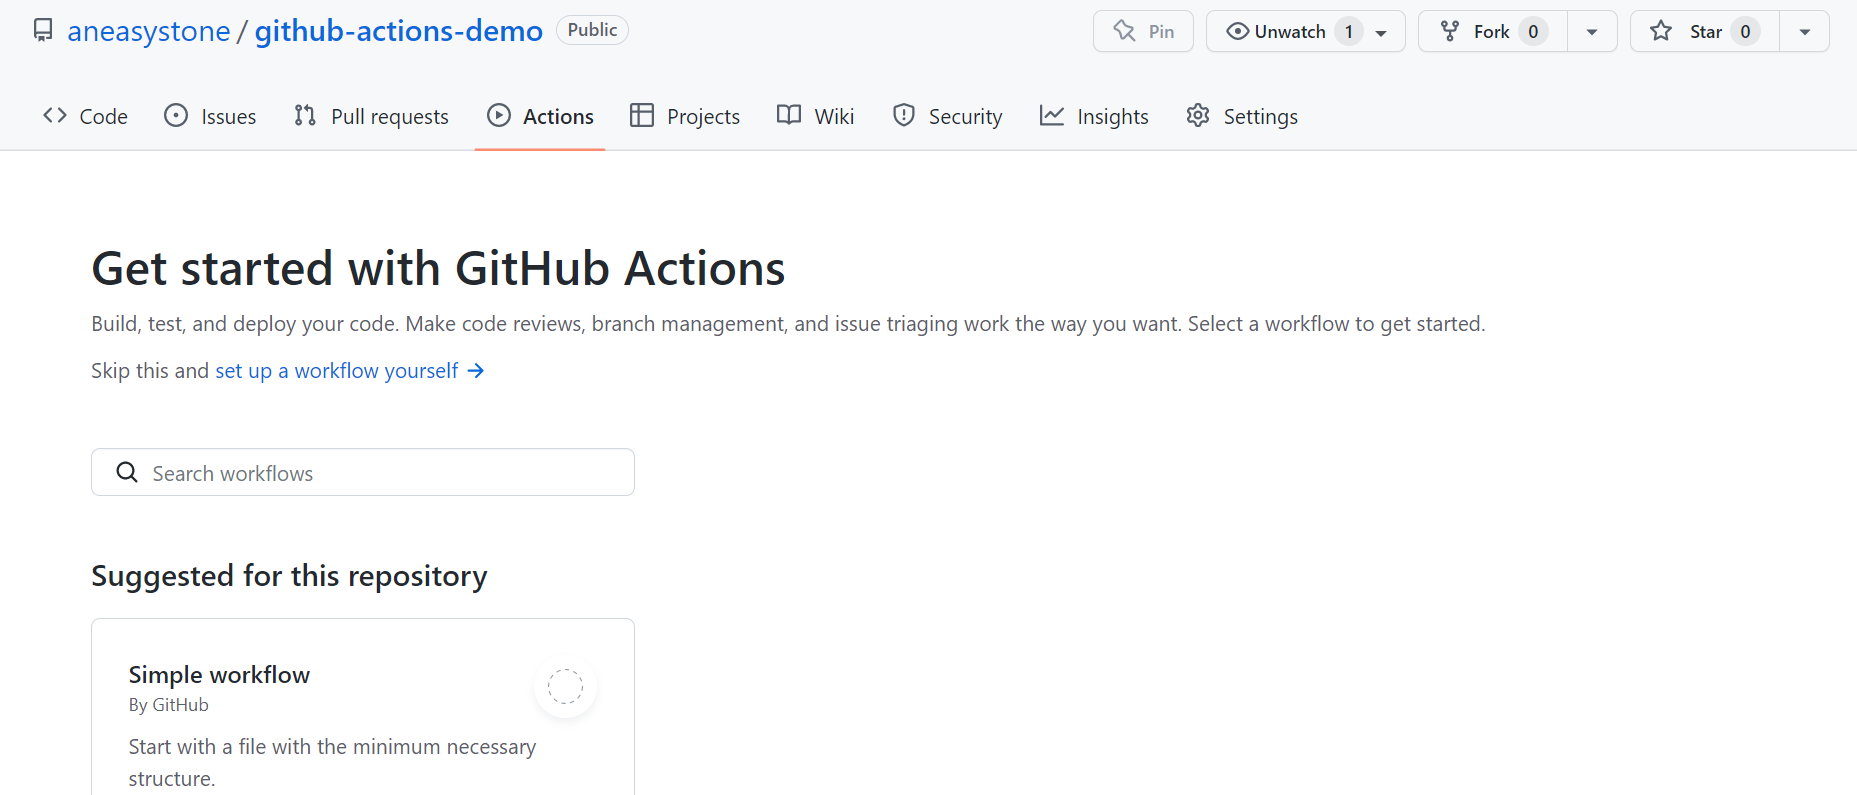 aneasystone / github-actions-demo Public Pin Unwatch 1 Fork 0 Star 0
Code Issues Pull requests Actions Projects Wiki Security Insights Settings
Get started with GitHub Actions
Build, test, and deploy your code. Make code reviews, branch management, and issue triaging work the way you want. Select a workflow to get started.
Skip this and set up a workflow yourself →
Search workflows
Suggested for this repository
Simple workflow
By GitHub
Start with a file with the minimum necessary
structure.